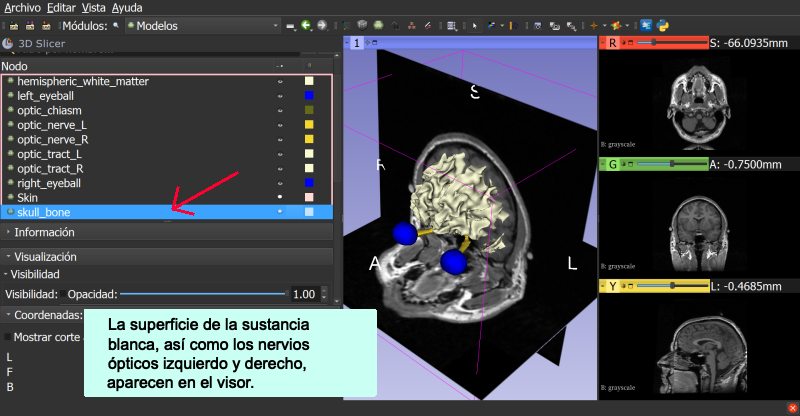 Archivo Editar Vista Ayuda
Módulos: Modelos
3D Slicer
Nodo
hemispheric_white_matter
left_eyeball
optic_chiasm
optic_nerve_L
optic_nerve_R
optic_tract_L
optic_tract_R
right_eyeball
Skin
skull_bone
Información
Visualización
Visibilidad
Visibilidad: Opacidad: 1.00
Coordenadas:
Mostrar corte
L
F
B
La superficie de la sustancia
blanca, así como los nervios
ópticos izquierdo y derecho,
aparecen en el visor.
1
S
R
A
L
R S: -66.0935mm
B: grayscale
G A: -0.7500mm
B: grayscale
Y L: -0.4685mm
B: grayscale